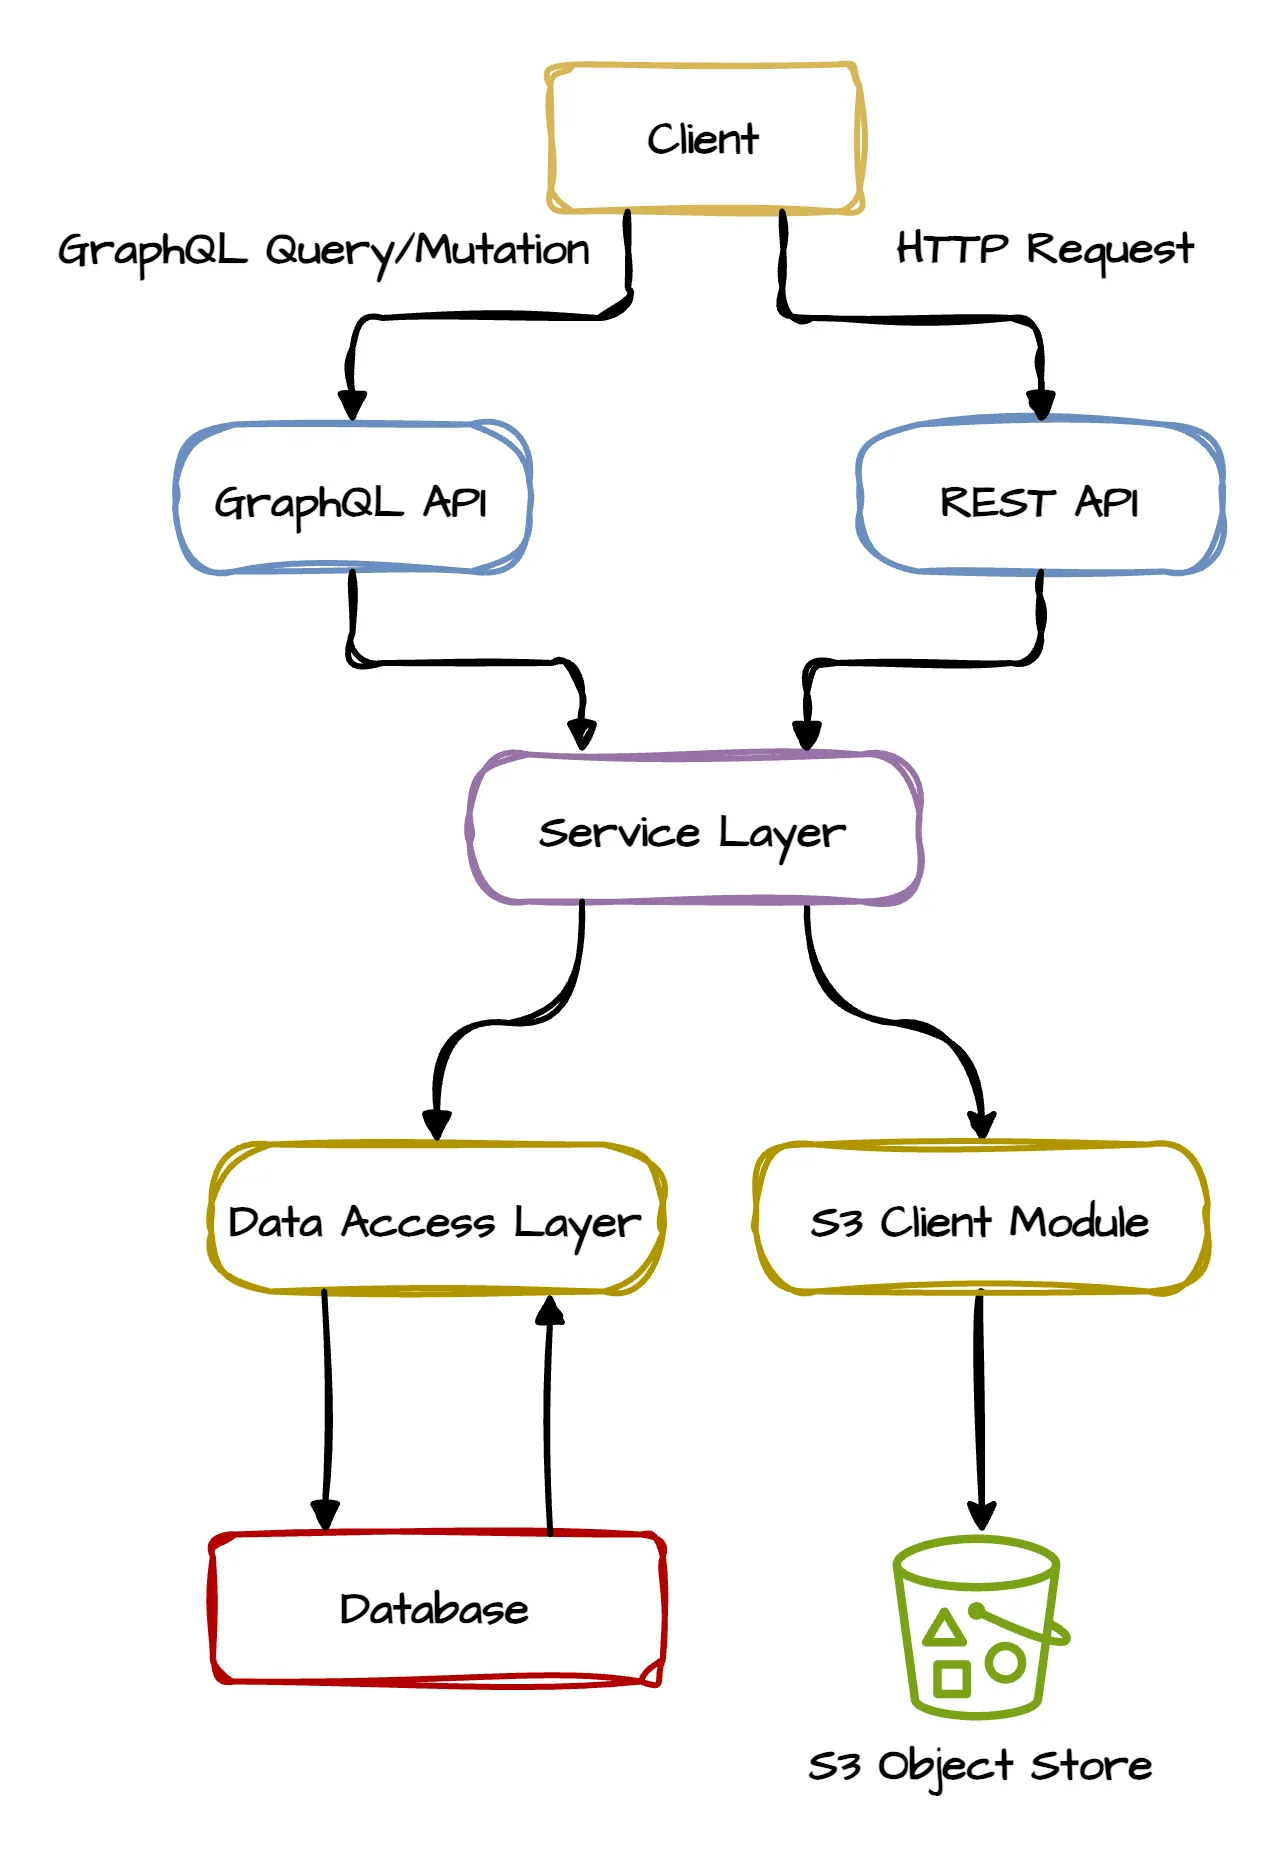 Client
GraphQL Query/Mutation
HTTP Request
GraphQL API
REST API
Service Layer
Data Access Layer
S3 Client Module
Database
S3 Object Store